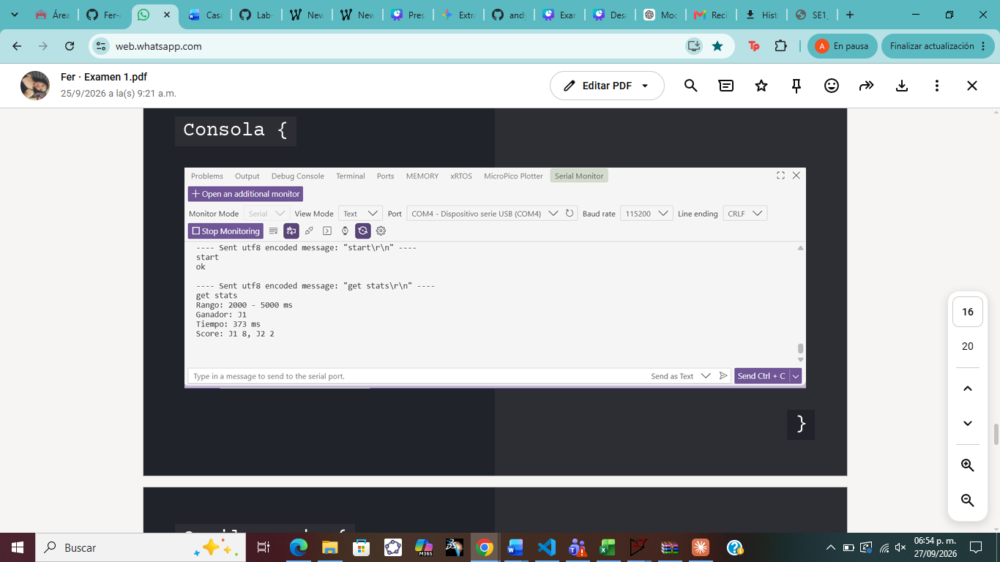 Área
Fer-
Casa
Lab-
New
New
Pres
Extra
andy
Exar
Desa
Moc
Reci
Hist
SE1_
web.whatsapp.com
En pausa
Finalizar actualización
Fer · Examen 1.pdf
25/9/2026 a la(s) 9:21 a.m.
Editar PDF
Consola {
Problems Output Debug Console Terminal Ports MEMORY xRTOS MicroPico Plotter Serial Monitor
Open an additional monitor
Monitor Mode Serial View Mode Text Port COM4 - Dispositivo serie USB (COM4) Baud rate 115200 Line ending CRLF
Stop Monitoring
---- Sent utf8 encoded message: "start\r\n" ----
start
ok
---- Sent utf8 encoded message: "get stats\r\n" ----
get stats
Rango: 2000 - 5000 ms
Ganador: J1
Tiempo: 373 ms
Score: J1 8, J2 2
Type in a message to send to the serial port. Send as Text Send Ctrl + C
}
16
20
Buscar
M365
06:54 p. m.
27/09/2026